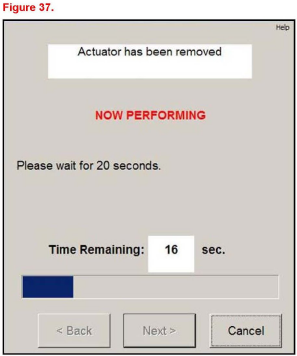 Figure 37.
Help
Actuator has been removed
NOW PERFORMING
Please wait for 20 seconds.
Time Remaining: 16 sec.
< Back Next > Cancel